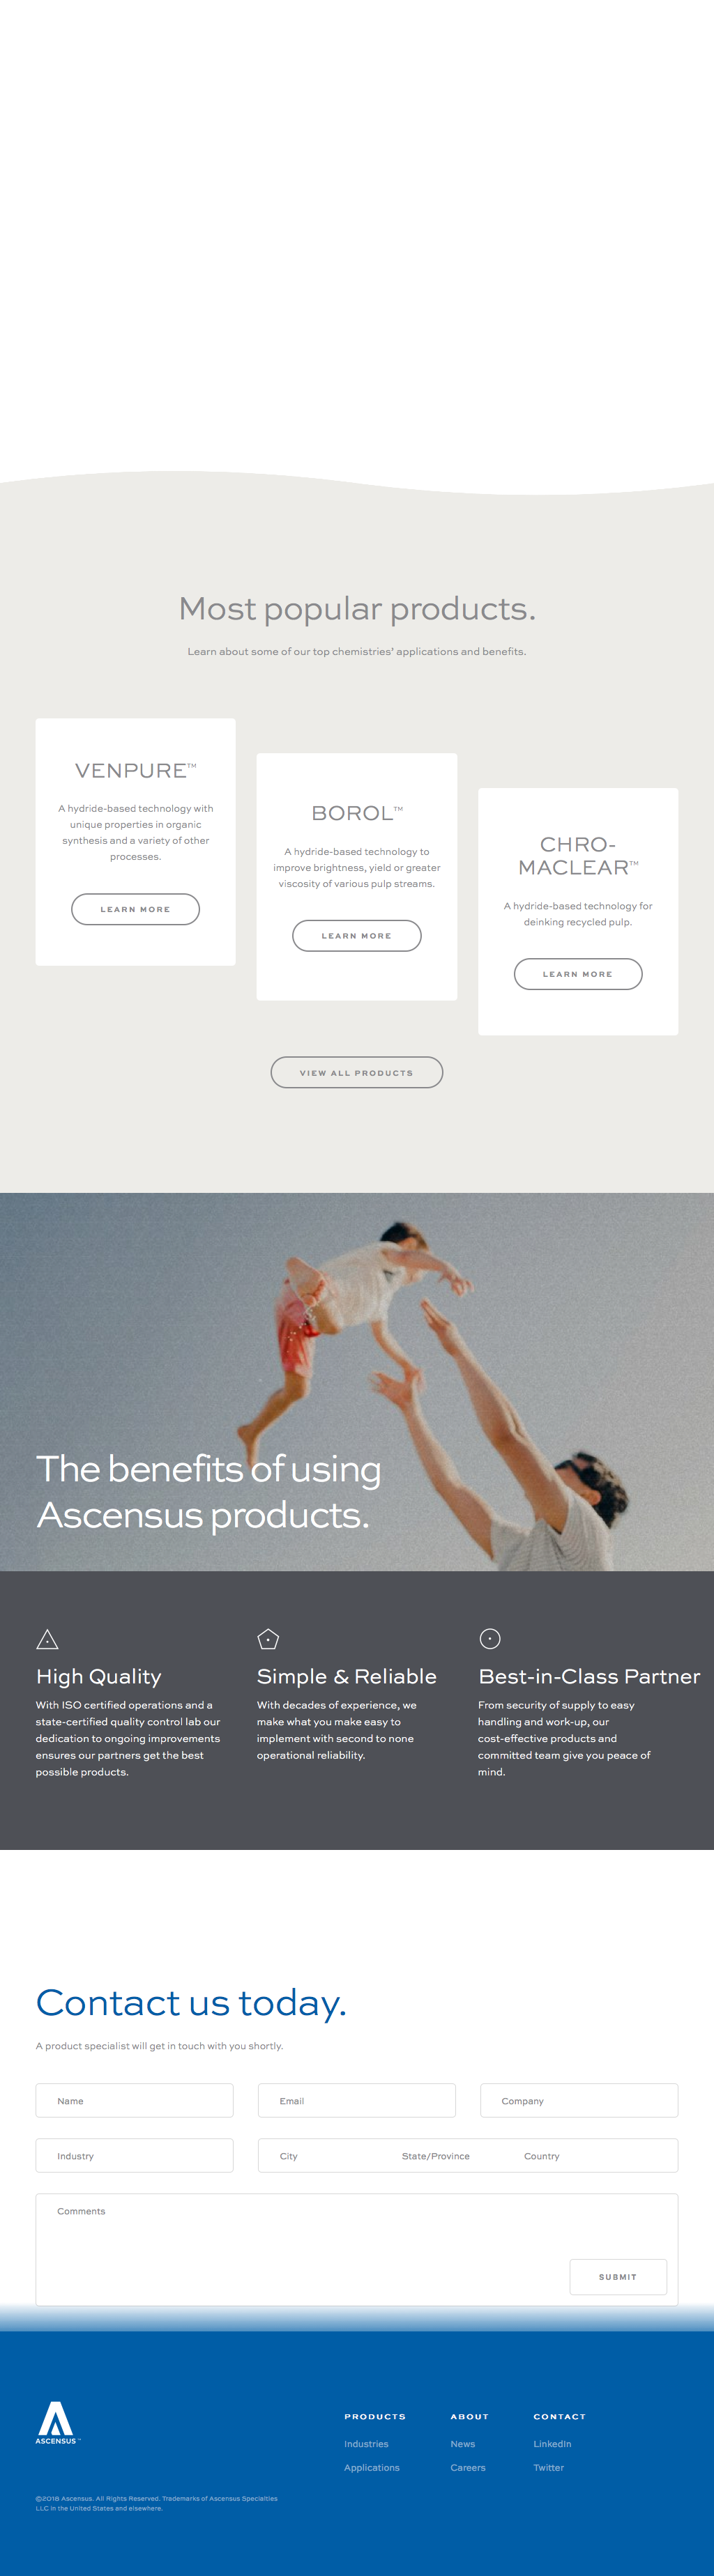 Most popular products.
Learn about some of our top chemistries' applications and benefits.
VENPURE™
A hydride-based technology with
unique properties in organic
synthesis and a variety of other
processes.
LEARN MORE
BOROL™
A hydride-based technology to
improve brightness, yield or greater
viscosity of various pulp streams.
LEARN MORE
CHRO-
MACLEAR™
A hydride-based technology for
deinking recycled pulp.
LEARN MORE
VIEW ALL PRODUCTS
The benefits of using
Ascensus products.
High Quality
With ISO certified operations and a
state-certified quality control lab our
dedication to ongoing improvements
ensures our partners get the best
possible products.
Simple & Reliable
With decades of experience, we
make what you make easy to
implement with second to none
operational reliability.
Best-in-Class Partner
From security of supply to easy
handling and work-up, our
cost-effective products and
committed team give you peace of
mind.
Contact us today.
A product specialist will get in touch with you shortly.
Name
Email
Company
Industry
City
State/Province
Country
Comments
SUBMIT
ASCENSUS™
PRODUCTS
Industries
Applications
ABOUT
News
Careers
CONTACT
LinkedIn
Twitter
©2018 Ascensus. All Rights Reserved. Trademarks of Ascensus Specialties
LLC in the United States and elsewhere.